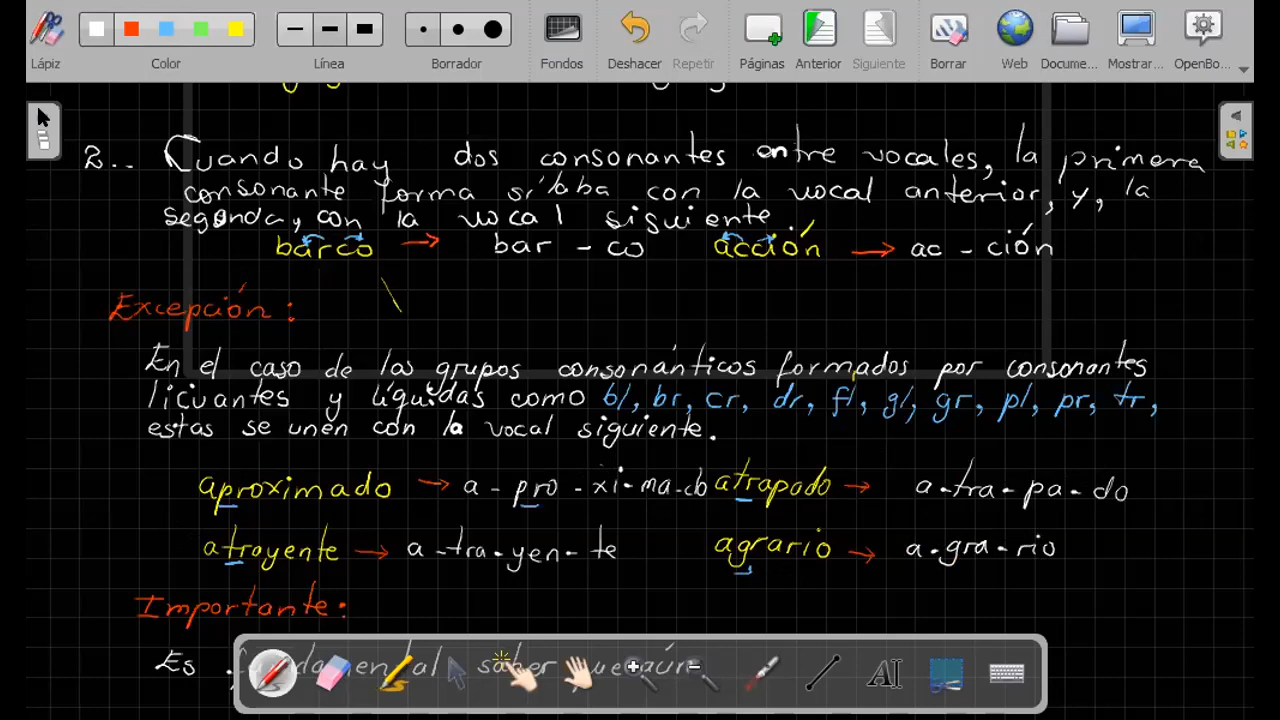 Lápiz Color Línea Borrador Fondos Deshacer Repetir Páginas Anterior Siguiente Borrar Web Docume... Mostrar... OpenBo...
2.. Cuando hay dos consonantes entre vocales, la primera
consonante forma sílaba con la vocal anterior, y, la
segunda, con la vocal siguiente
barco → bar - co acción → ac - ción
Excepción:
En el caso de los grupos consonánticos formados por consonantes
licuantes y líquidas como bl, br, cr, dr, fl, gl, gr, pl, pr, tr,
estas se unen con la vocal siguiente.
aproximado → a - pro - xi - ma - do atrapado → a - tra - pa - do
atrayente → a - tra - yen - te agrario → a - gra - rio
Importante:
Es fundamental saber que aún